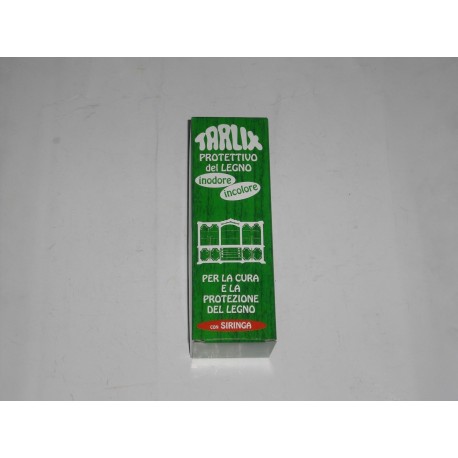 TARLIX
PROTETTIVO
del LEGNO
inodore
incolore
PER LA CURA
E LA
PROTEZIONE
DEL LEGNO
con SIRINGA